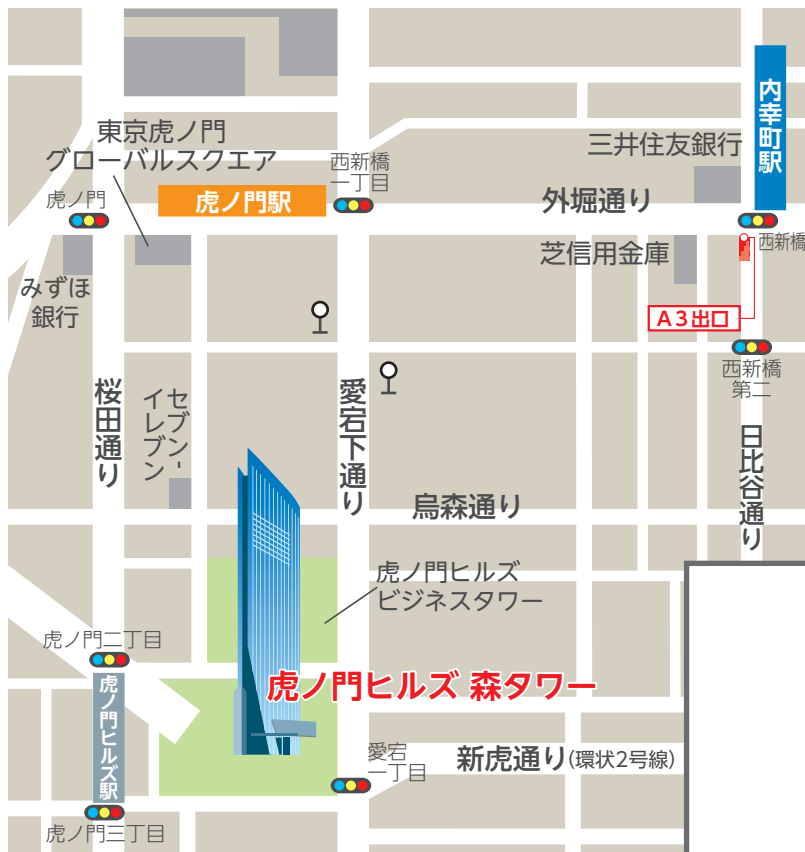 内幸町駅
東京虎ノ門
グローバルスクエア
三井住友銀行
西新橋
一丁目
虎ノ門
虎ノ門駅
外堀通り
西新橋
芝信用金庫
みずほ
銀行
A3出口
西新橋
第二
桜田通り
セブン-
イレブン
愛宕下通り
日比谷通り
烏森通り
虎ノ門ヒルズ
ビジネスタワー
虎ノ門二丁目
虎ノ門ヒルズ 森タワー
虎ノ門ヒルズ駅
愛宕
一丁目
新虎通り(環状2号線)
虎ノ門三丁目